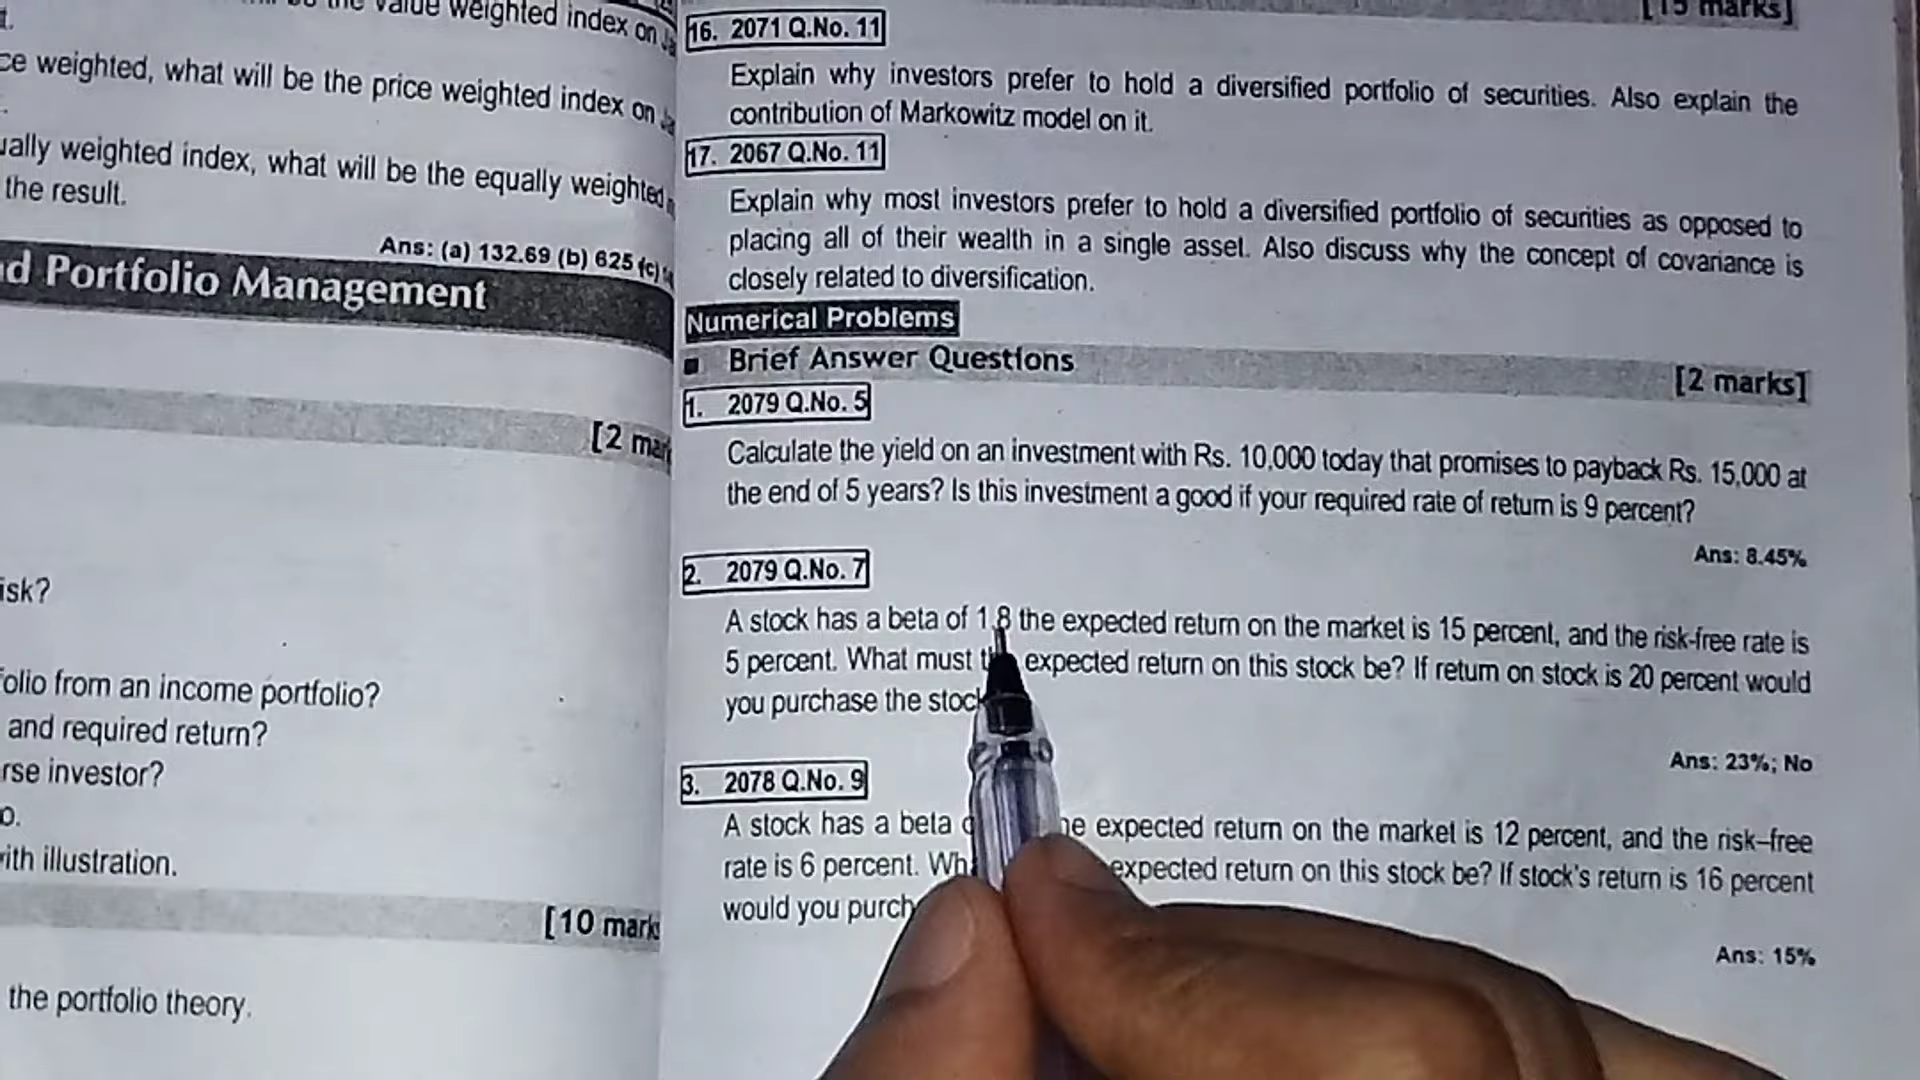 value weighted index on
ce weighted, what will be the price weighted index on
ually weighted index, what will be the equally weighted
the result.
Ans: (a) 132.69 (b) 625 (c)
d Portfolio Management
[2 mark
isk?
folio from an income portfolio?
and required return?
rse investor?
o.
ith illustration.
[10 marks
the portfolio theory.
[15 marks]
16. 2071 Q.No. 11
Explain why investors prefer to hold a diversified portfolio of securities. Also explain the
contribution of Markowitz model on it.
17. 2067 Q.No. 11
Explain why most investors prefer to hold a diversified portfolio of securities as opposed to
placing all of their wealth in a single asset. Also discuss why the concept of covariance is
closely related to diversification.
Numerical Problems
■ Brief Answer Questions [2 marks]
1. 2079 Q.No. 5
Calculate the yield on an investment with Rs. 10,000 today that promises to payback Rs. 15,000 at
the end of 5 years? Is this investment a good if your required rate of return is 9 percent?
Ans: 8.45%
2. 2079 Q.No. 7
A stock has a beta of 1.8 the expected return on the market is 15 percent, and the risk-free rate is
5 percent. What must expected return on this stock be? If return on stock is 20 percent would
you purchase the stock
Ans: 23%; No
3. 2078 Q.No. 9
A stock has a beta expected return on the market is 12 percent, and the risk–free
rate is 6 percent. Wh expected return on this stock be? If stock's return is 16 percent
would you purch
Ans: 15%